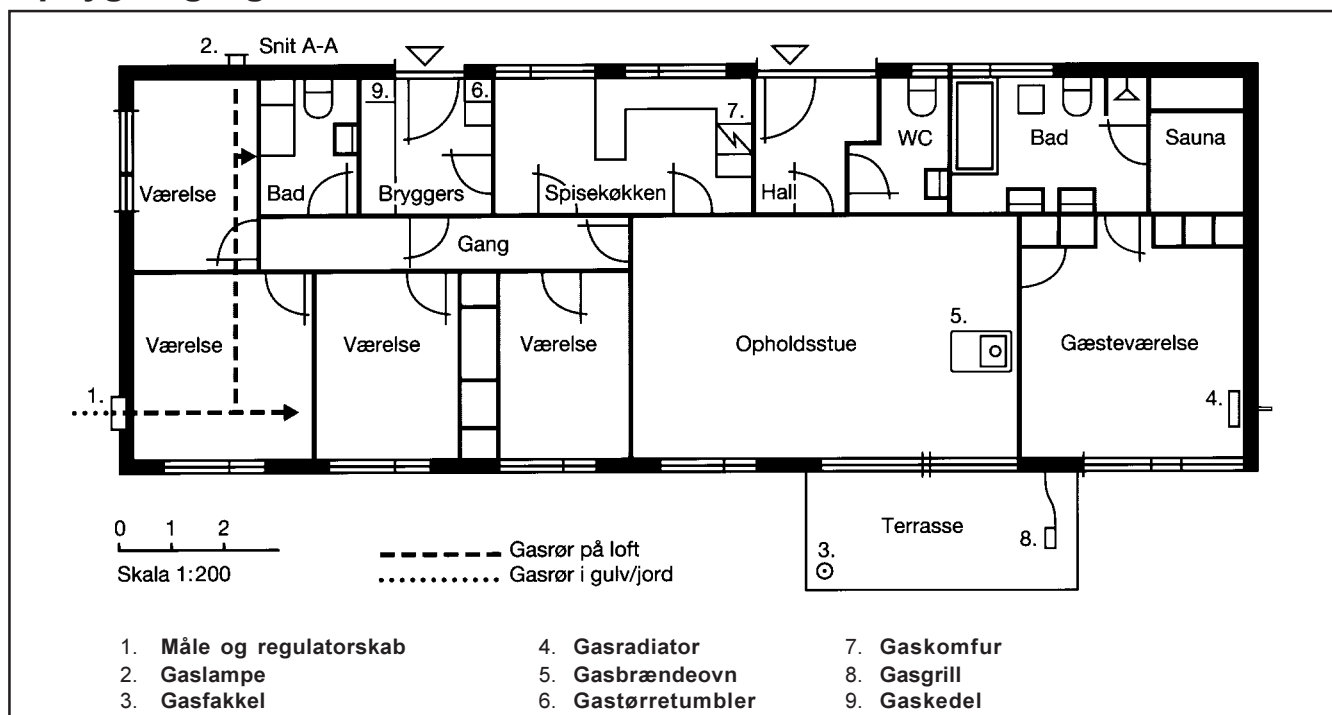 2. Snit A-A
9. 6. 7. WC Bad Sauna
Værelse Bad Bryggers Spisekøkken Hall
Gang
Værelse Værelse Værelse Opholdsstue 5. Gæsteværelse
1. 4.
Terrasse
3. 8.
0 1 2
Skala 1:200
Gasrør på loft
Gasrør i gulv/jord
1. Måle og regulatorskab
2. Gaslampe
3. Gasfakkel
4. Gasradiator
5. Gasbrændeovn
6. Gastørretumbler
7. Gaskomfur
8. Gasgrill
9. Gaskedel